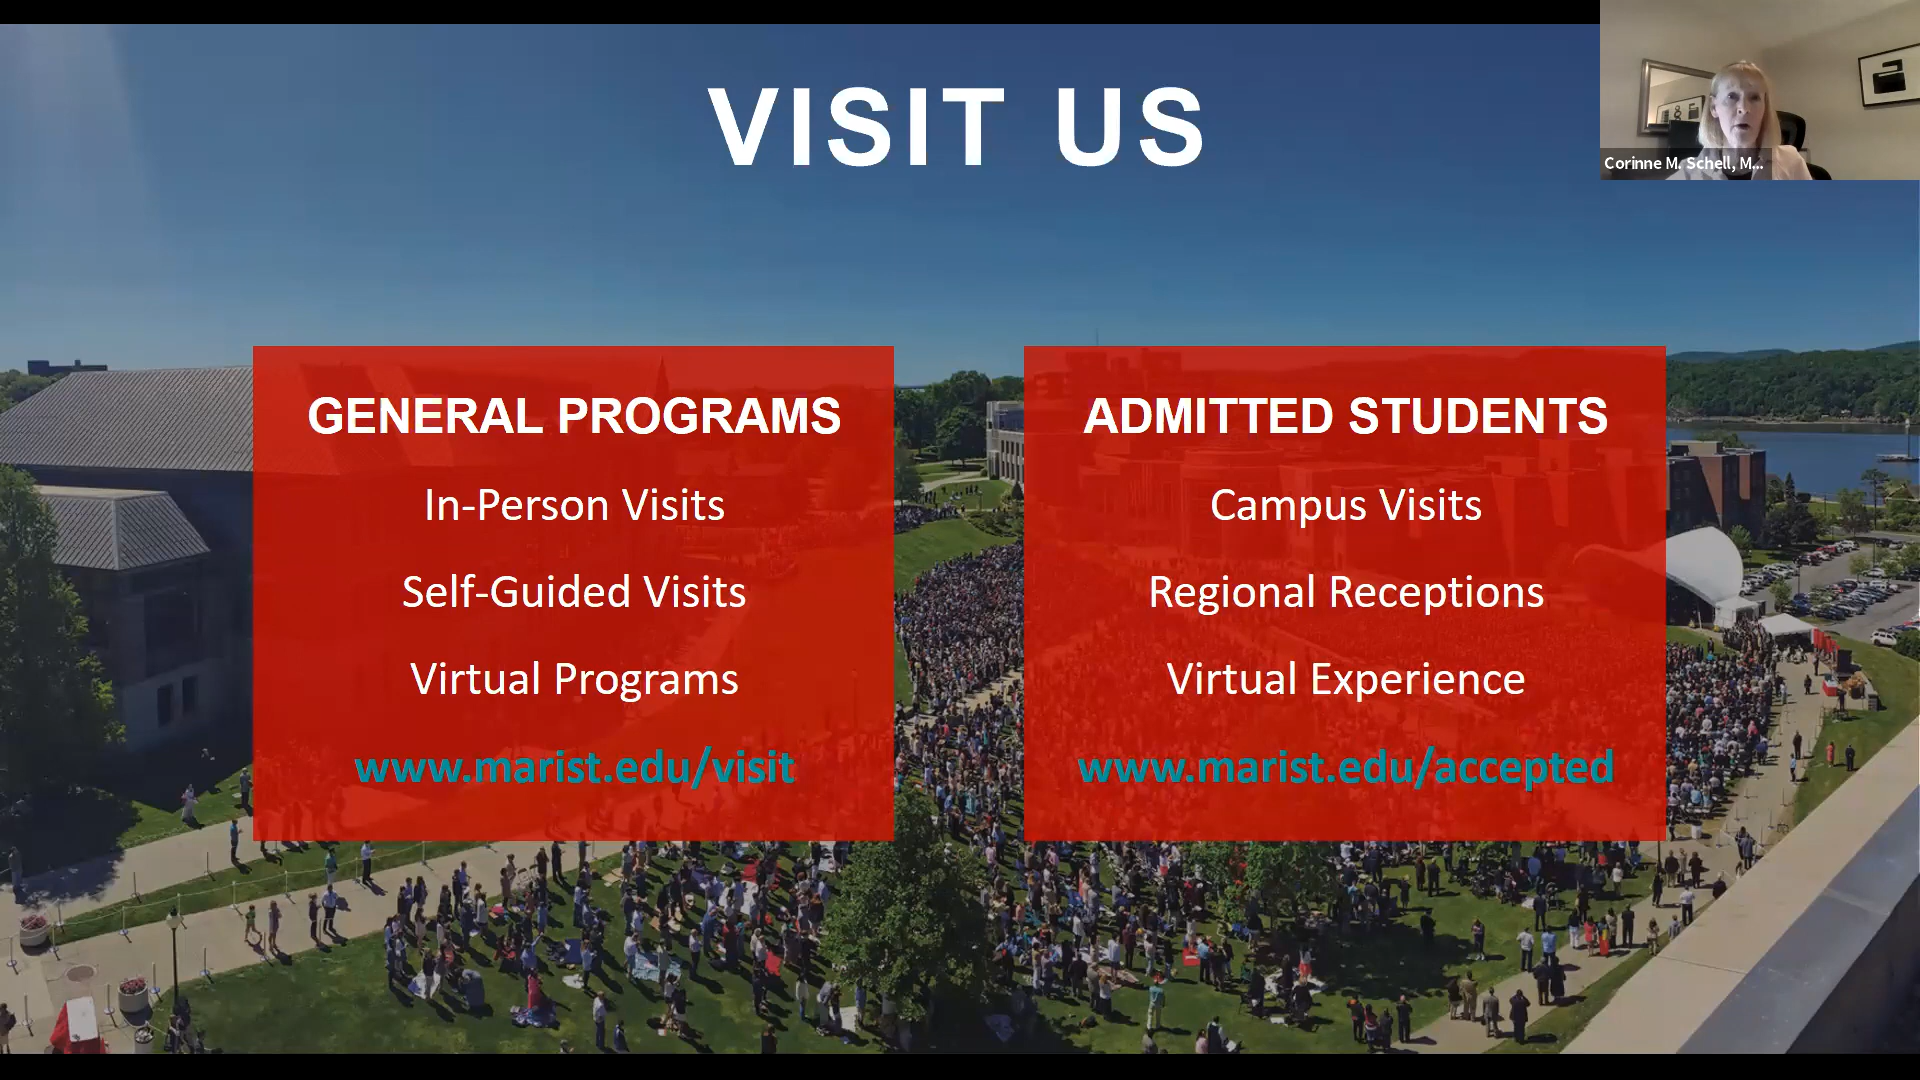 VISIT US
Corinne M. Schell, M...
GENERAL PROGRAMS
In-Person Visits
Self-Guided Visits
Virtual Programs
www.marist.edu/visit
ADMITTED STUDENTS
Campus Visits
Regional Receptions
Virtual Experience
www.marist.edu/accepted